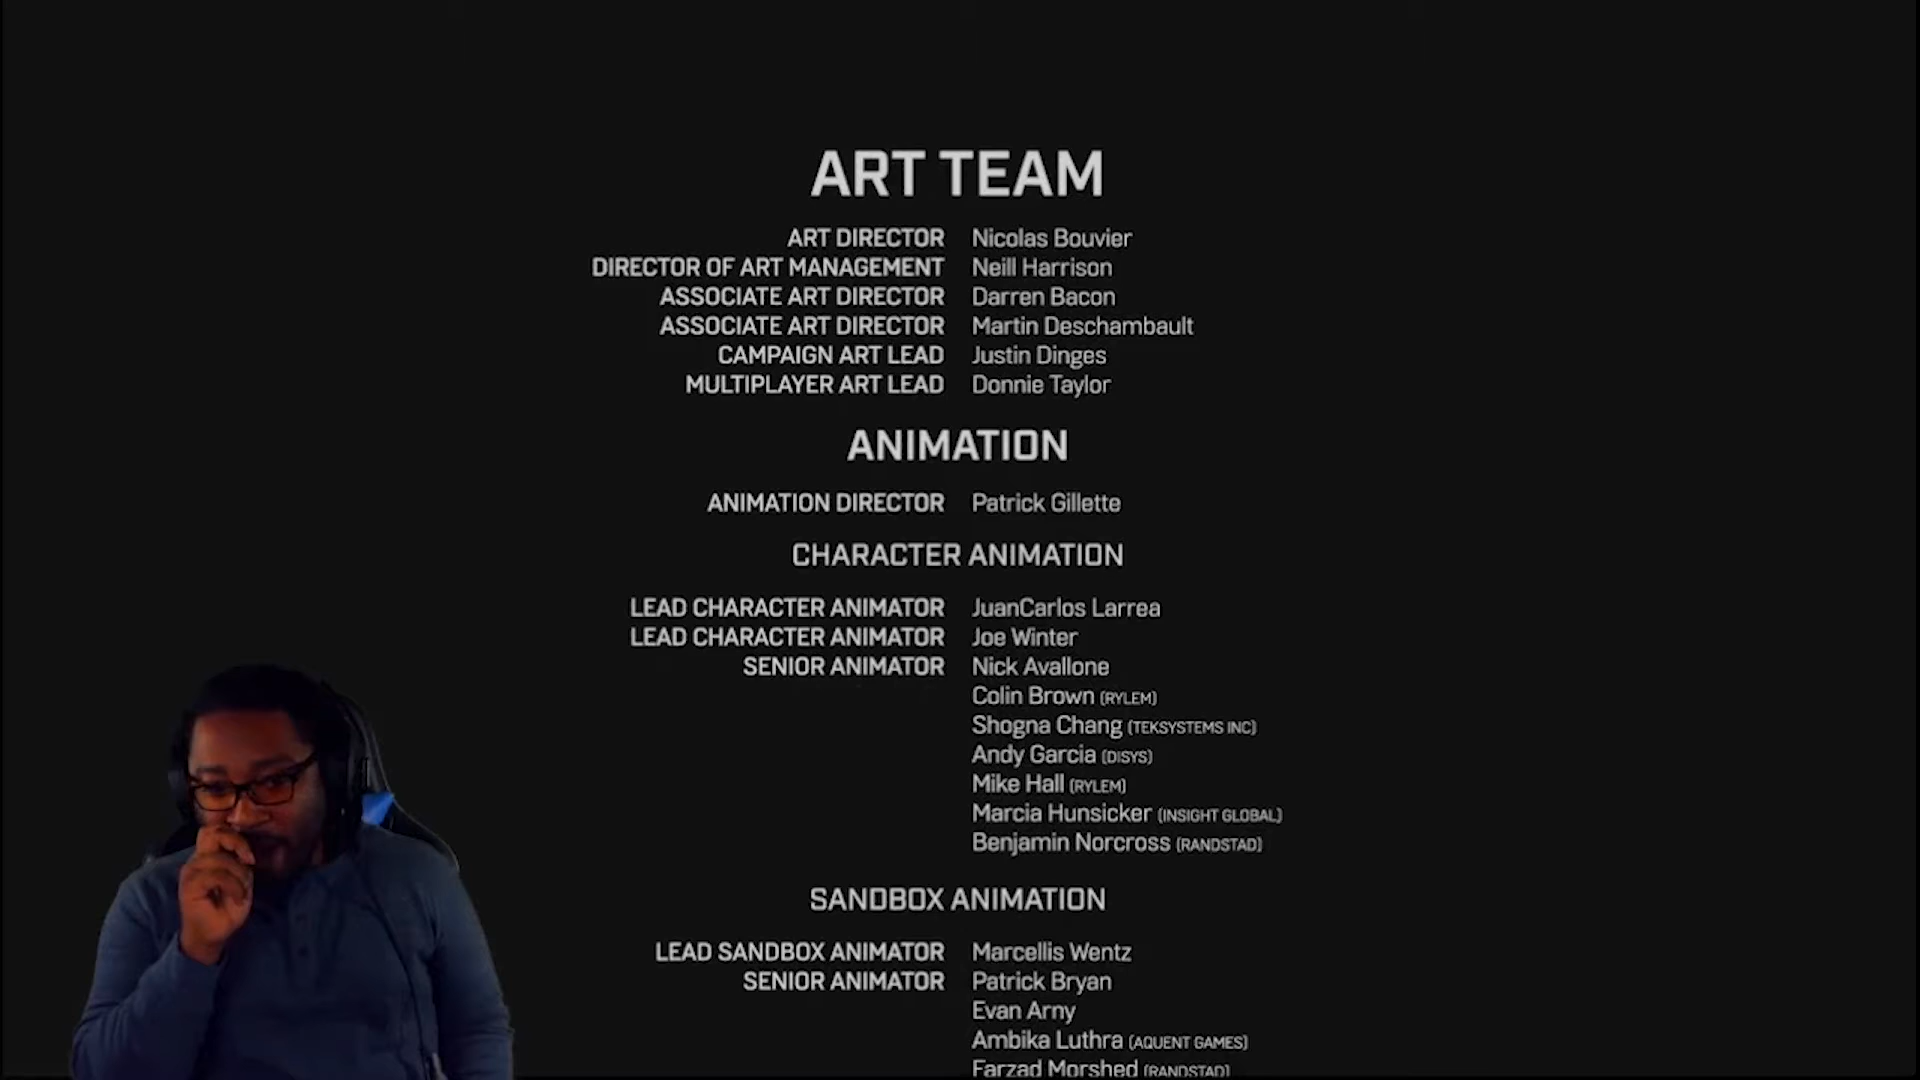 ART TEAM
ART DIRECTOR Nicolas Bouvier
DIRECTOR OF ART MANAGEMENT Neill Harrison
ASSOCIATE ART DIRECTOR Darren Bacon
ASSOCIATE ART DIRECTOR Martin Deschambault
CAMPAIGN ART LEAD Justin Dinges
MULTIPLAYER ART LEAD Donnie Taylor
ANIMATION
ANIMATION DIRECTOR Patrick Gillette
CHARACTER ANIMATION
LEAD CHARACTER ANIMATOR JuanCarlos Larrea
LEAD CHARACTER ANIMATOR Joe Winter
SENIOR ANIMATOR Nick Avallone
Colin Brown (RYLEM)
Shogna Chang (TEKSYSTEMS INC)
Andy Garcia (DISYS)
Mike Hall (RYLEM)
Marcia Hunsicker (INSIGHT GLOBAL)
Benjamin Norcross (RANDSTAD)
SANDBOX ANIMATION
LEAD SANDBOX ANIMATOR Marcellis Wentz
SENIOR ANIMATOR Patrick Bryan
Evan Arny
Ambika Luthra (AQUENT GAMES)
Farzad Morshed (RANDSTAD)